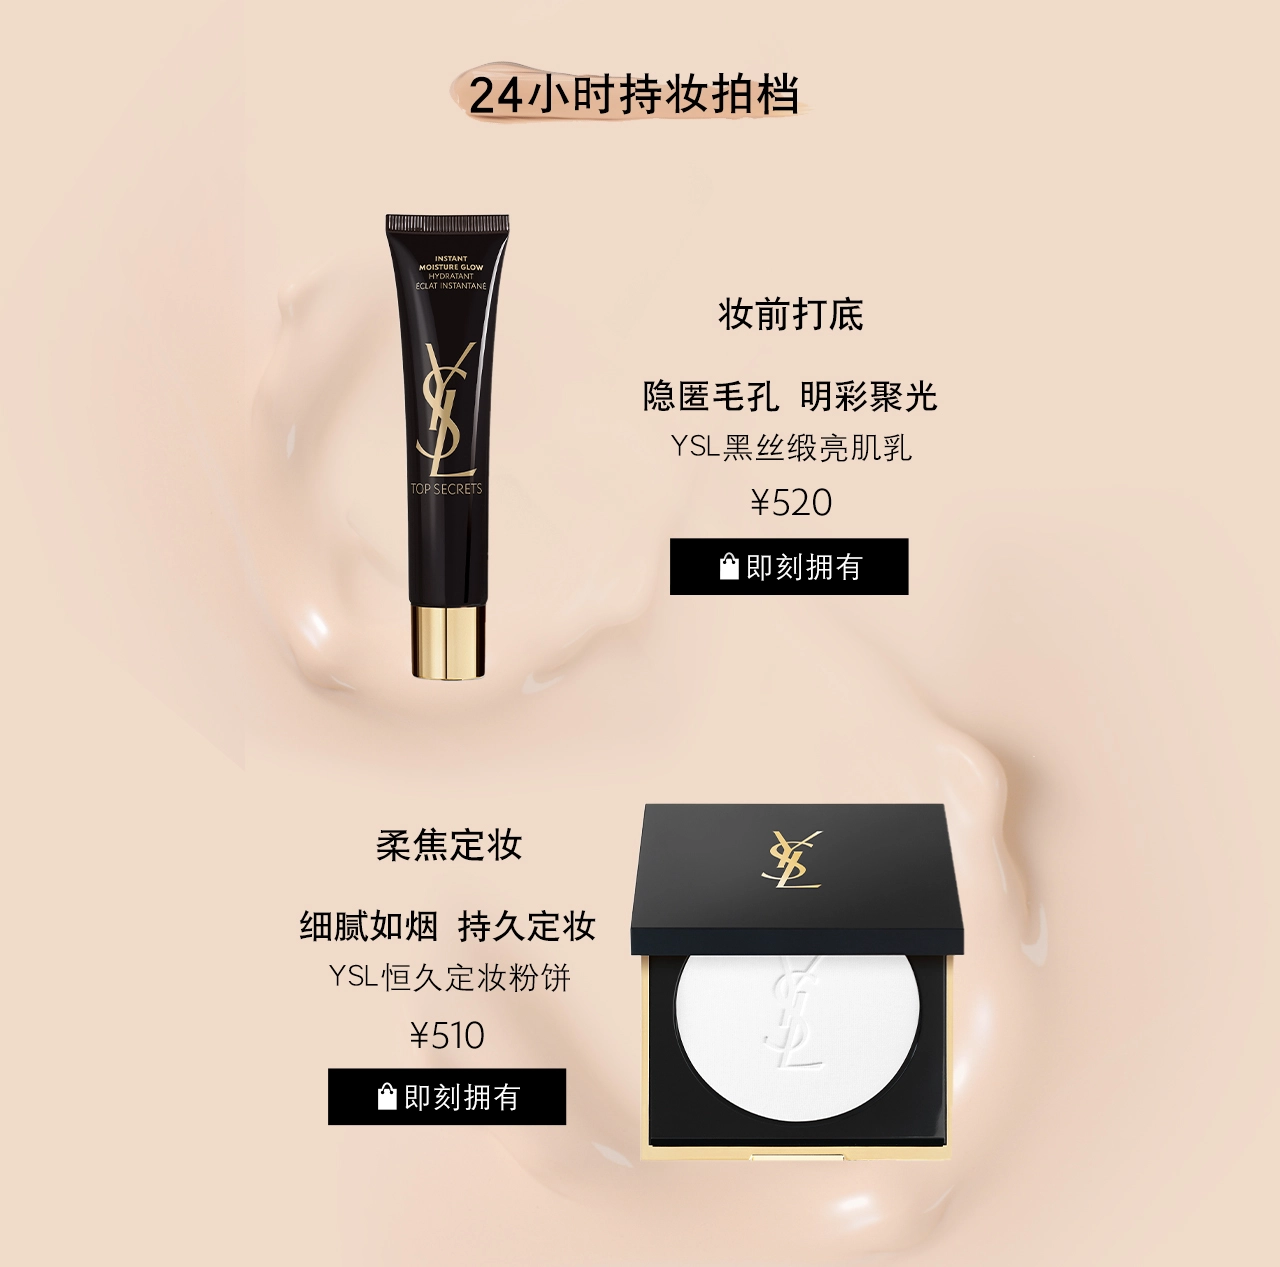 24小时持妆拍档
INSTANT
MOISTURE GLOW
HYDRATANT
ÉCLAT INSTANTANÉ
YSL
TOP SECRETS
妆前打底
隐匿毛孔 明彩聚光
YSL黑丝缎亮肌乳
¥520
即刻拥有
柔焦定妆
细腻如烟 持久定妆
YSL恒久定妆粉饼
¥510
即刻拥有
YSL
YSL